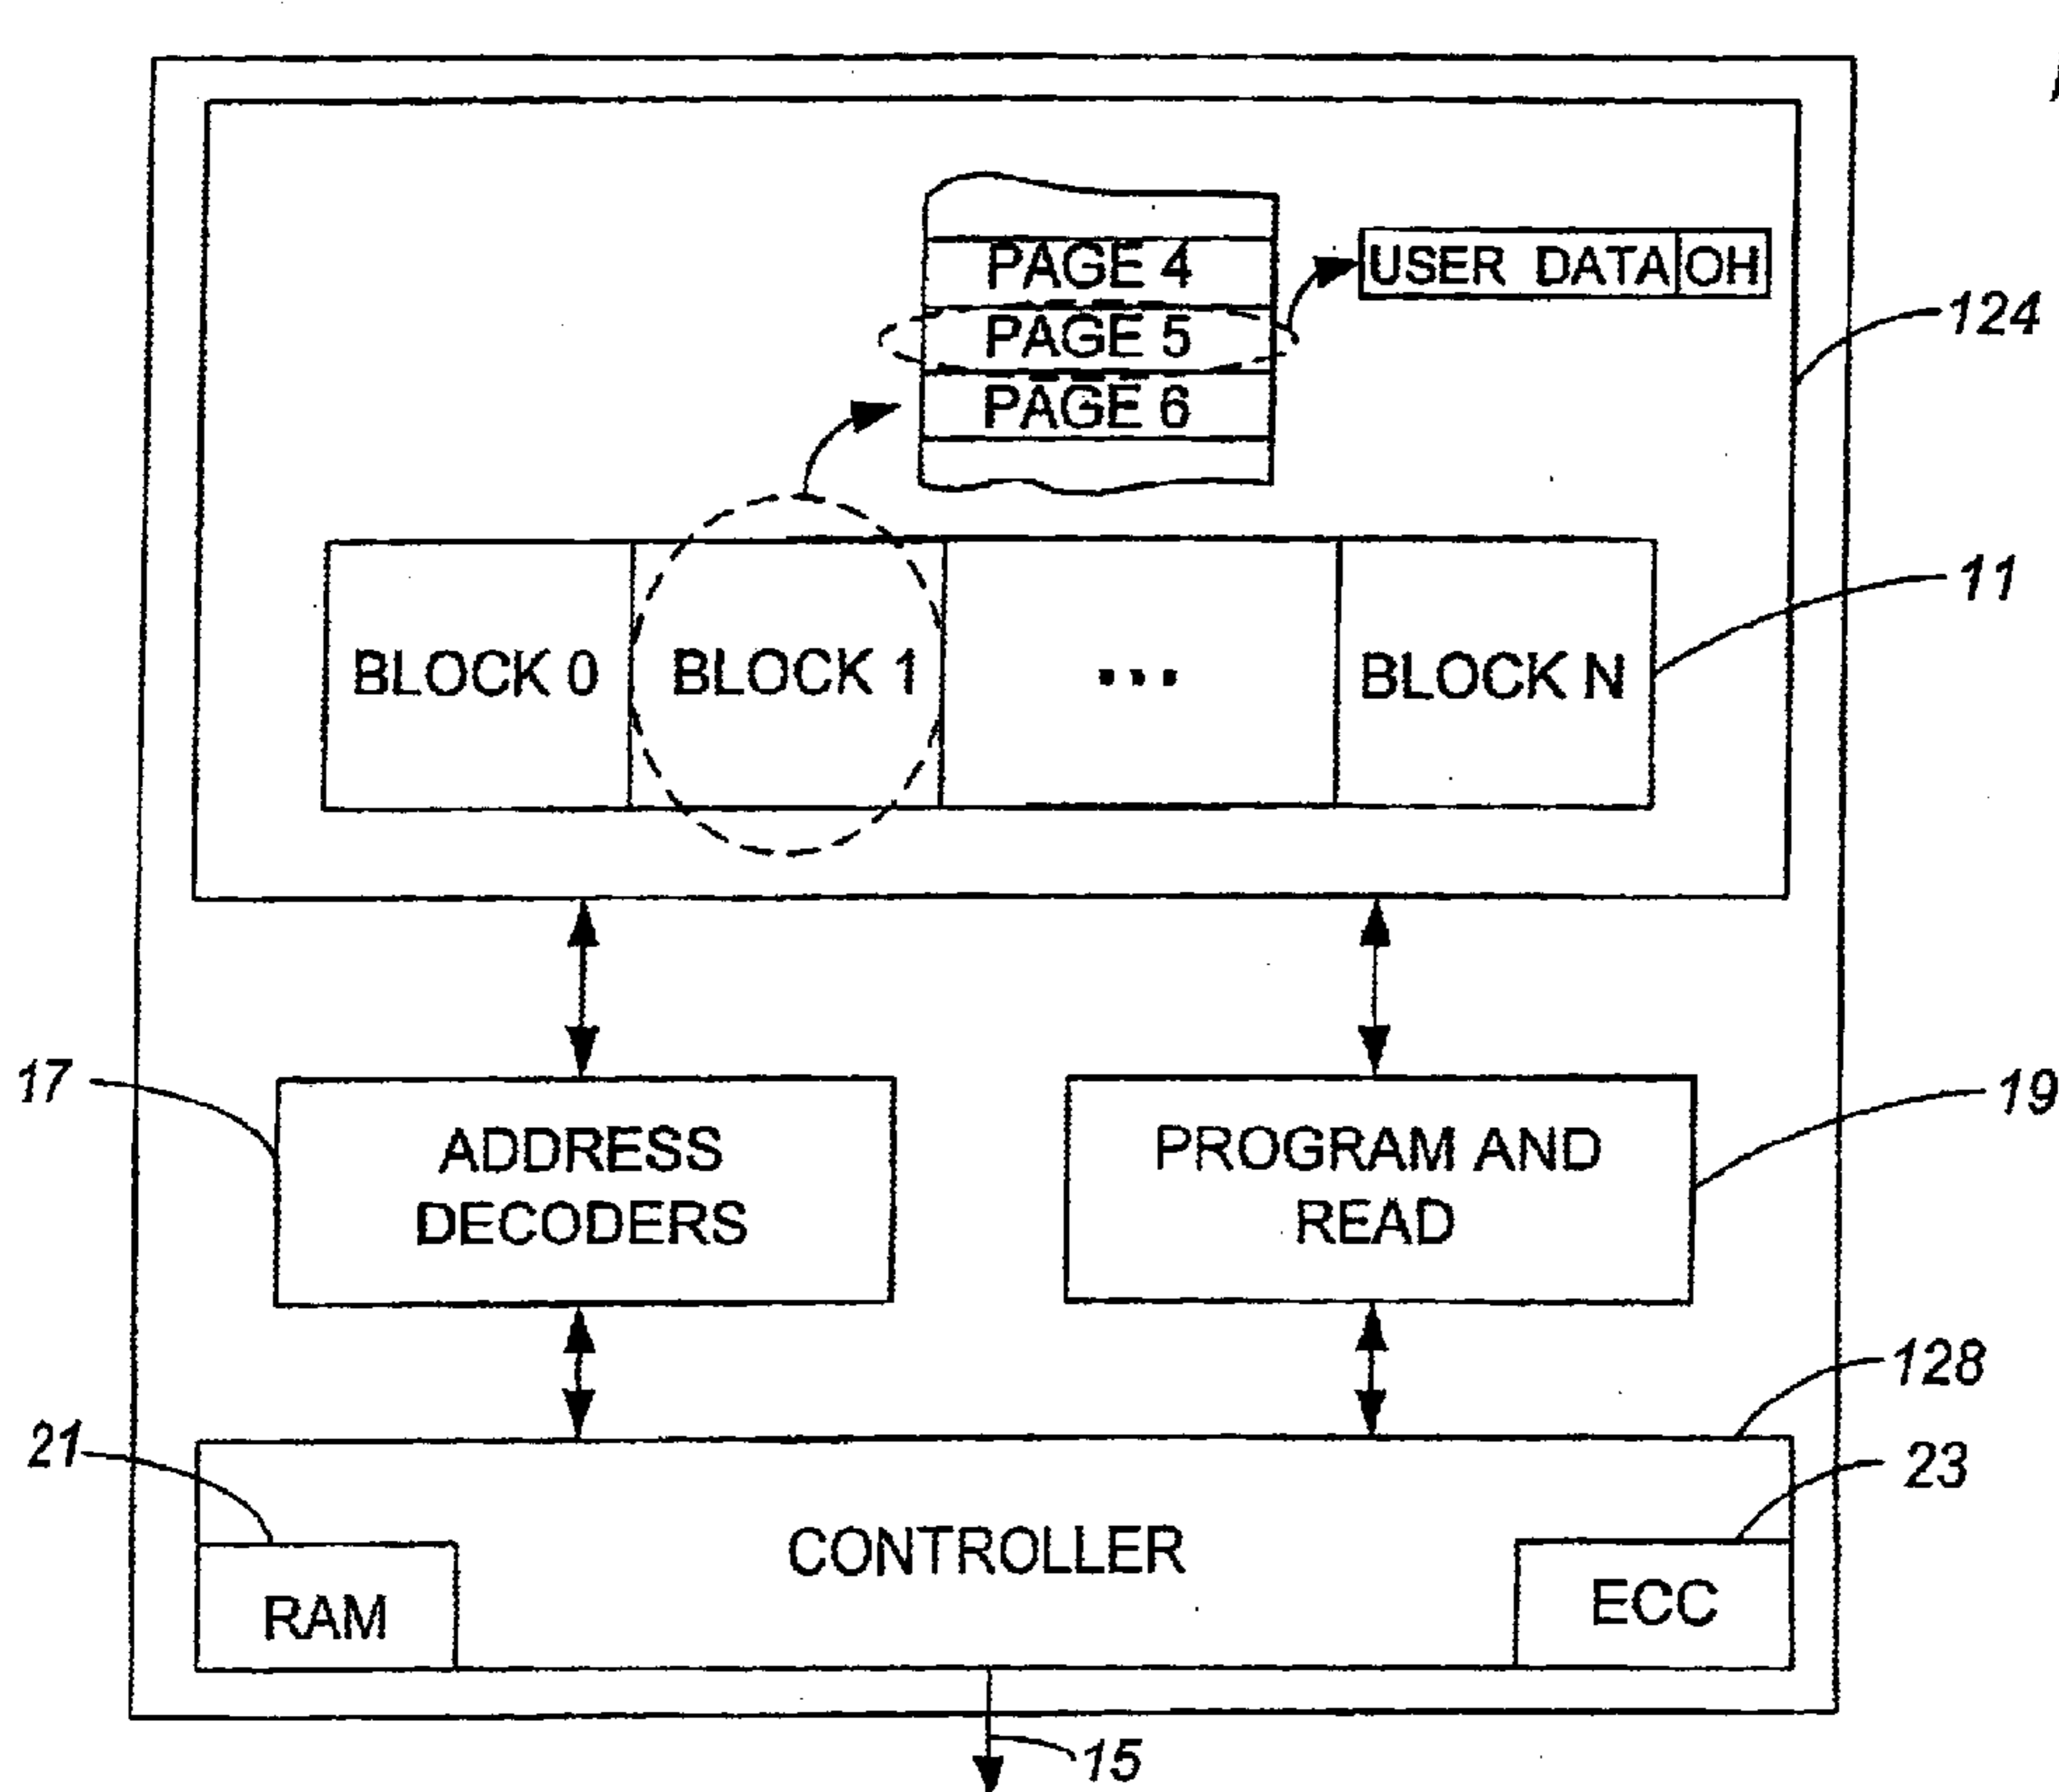 PAGE 4
USER DATA OH
PAGE 5
124
PAGE 6
11
BLOCK 0 BLOCK 1 ... BLOCK N
17
19
ADDRESS
DECODERS
PROGRAM AND
READ
128
21
23
CONTROLLER
RAM
ECC
15